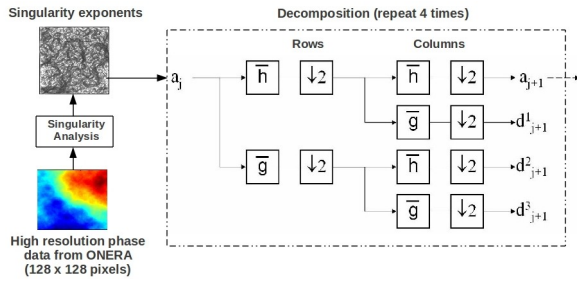 Singularity exponents
Decomposition (repeat 4 times)
Rows
Columns
a_j
h̅
↓2
h̅
↓2
a_{j+1}
g̅
↓2
d^1_{j+1}
Singularity
Analysis
g̅
↓2
h̅
↓2
d^2_{j+1}
g̅
↓2
d^3_{j+1}
High resolution phase
data from ONERA
(128 x 128 pixels)